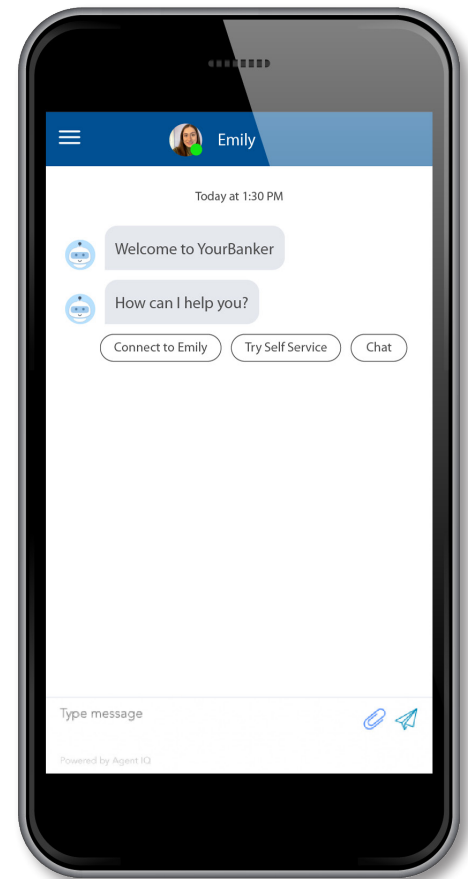 Emily
Today at 1:30 PM
Welcome to YourBanker
How can I help you?
Connect to Emily Try Self Service Chat
Type message
Powered by Agent IQ